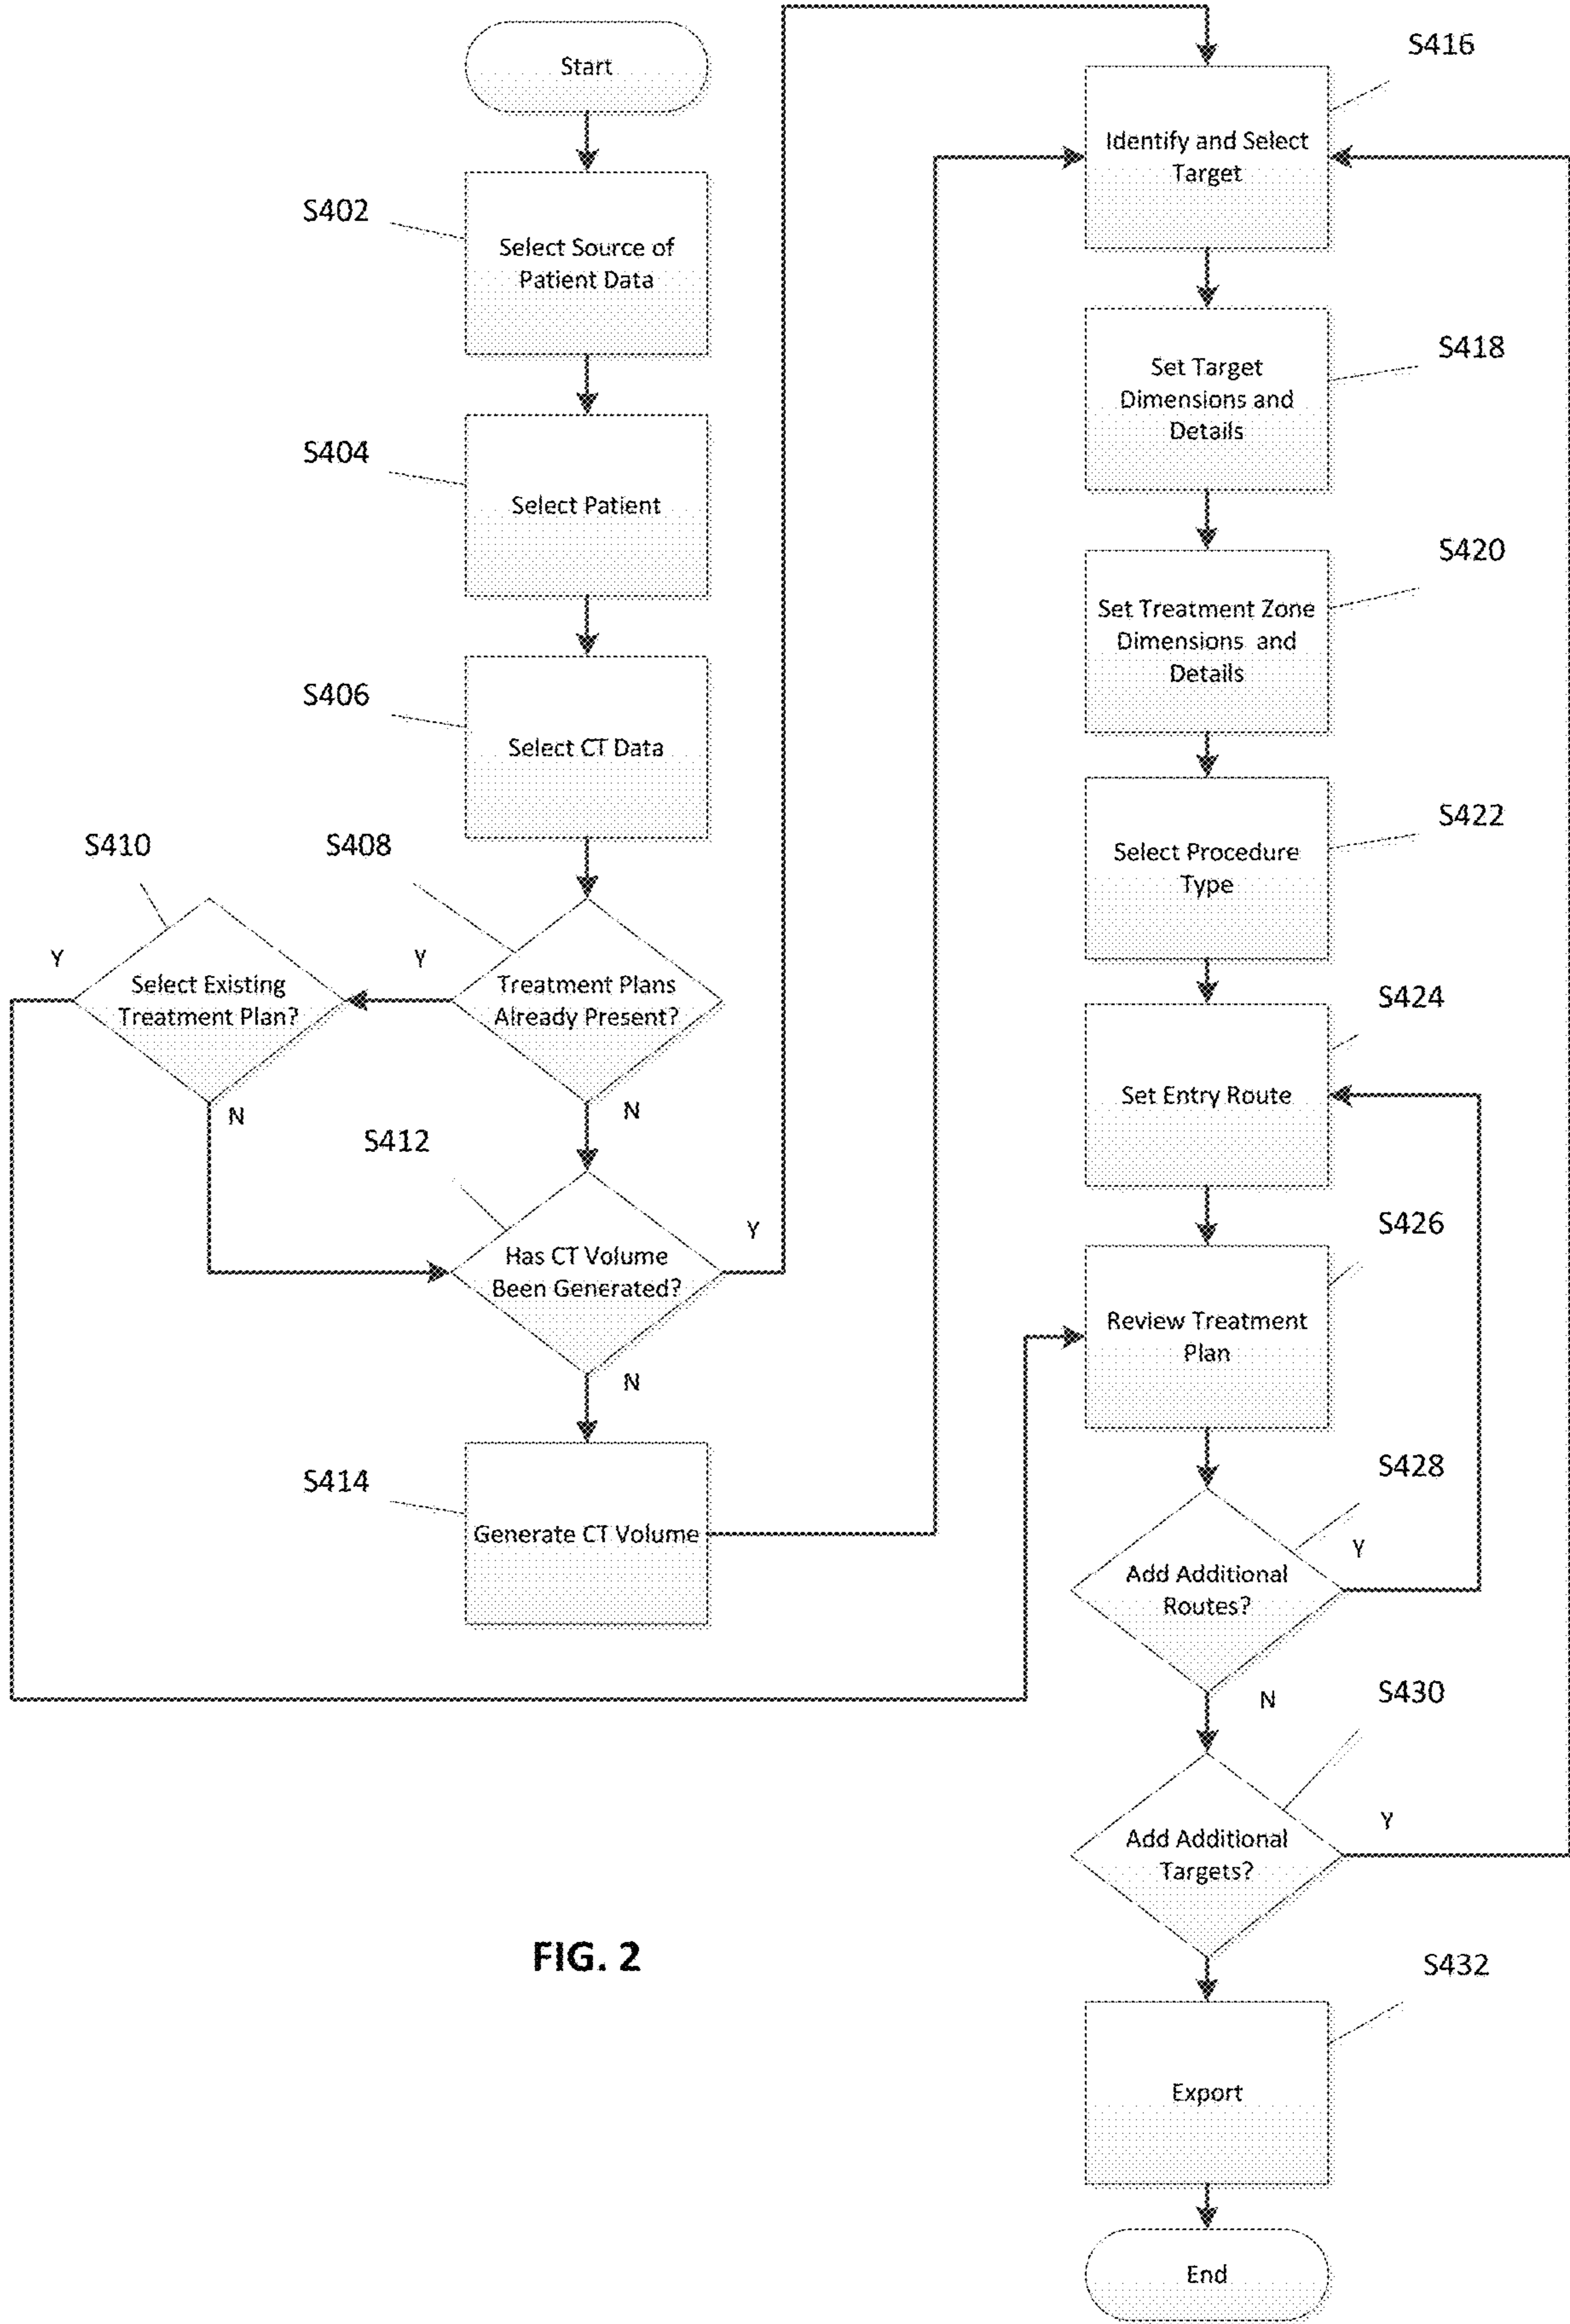 Start
S402
Select Source of
Patient Data
S404
Select Patient
S406
Select CT Data
S410
S408
Y
Y
Select Existing
Treatment Plan?
Treatment Plans
Already Present?
N
N
S412
Y
Has CT Volume
Been Generated?
N
S414
Generate CT Volume
S416
Identify and Select
Target
S418
Set Target
Dimensions and
Details
S420
Set Treatment Zone
Dimensions and
Details
S422
Select Procedure
Type
S424
Set Entry Route
S426
Review Treatment
Plan
S428
Y
Add Additional
Routes?
N
S430
Y
Add Additional
Targets?
S432
Export
End
FIG. 2